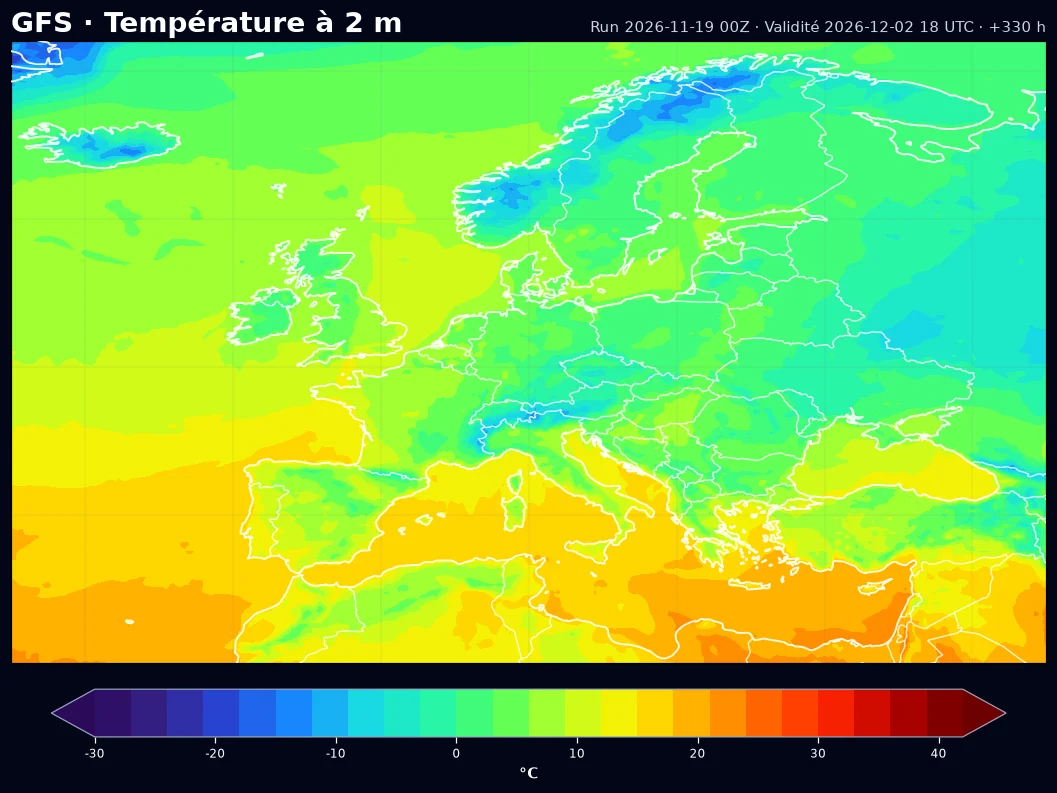 GFS · Température à 2 m
Run 2026-11-19 00Z · Validité 2026-12-02 18 UTC · +330 h
-30 -20 -10 0 10 20 30 40
°C